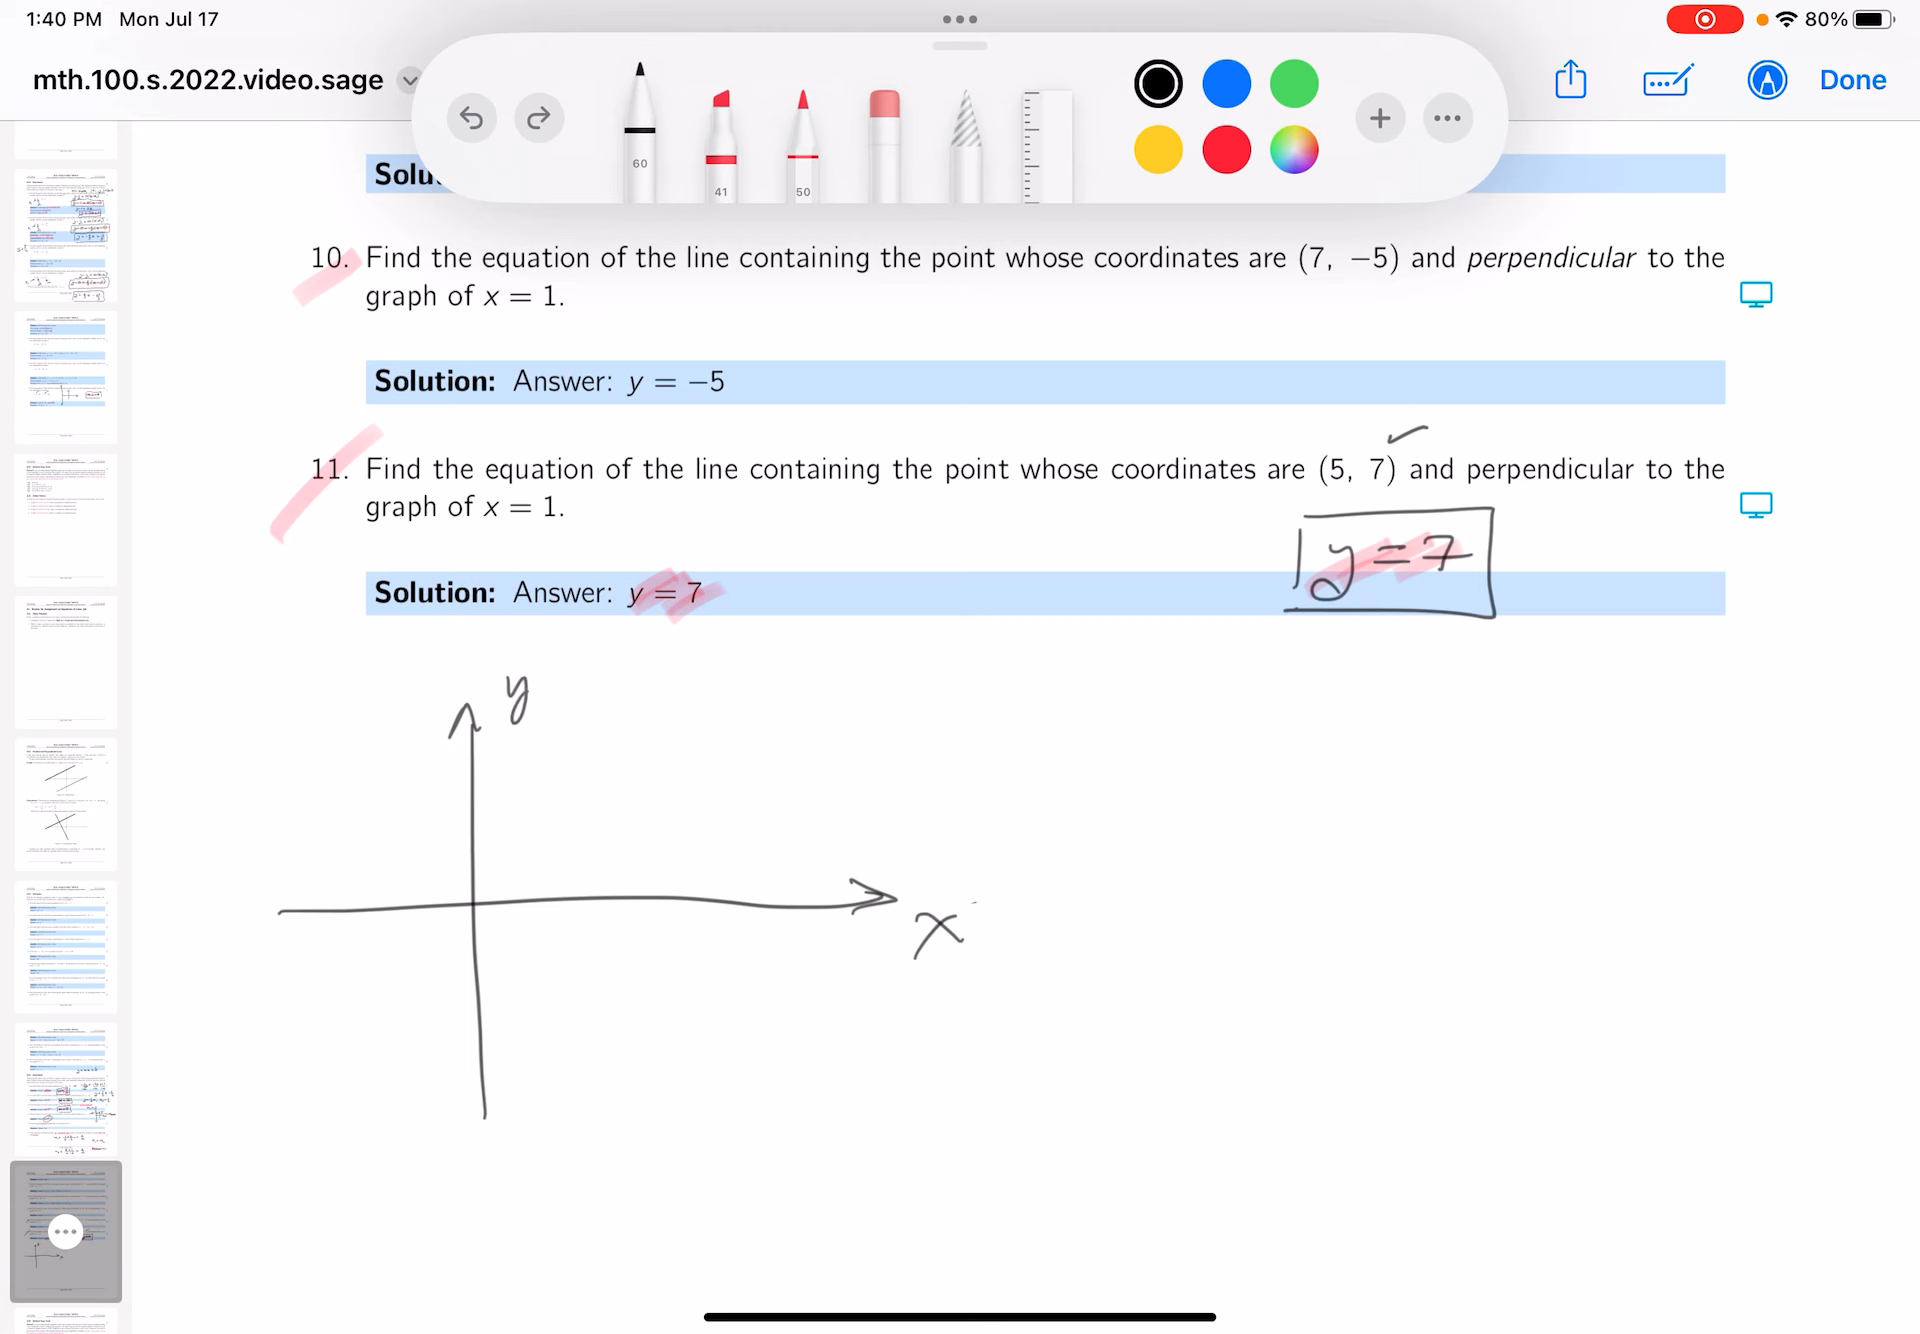 1:40 PM Mon Jul 17
80%
mth.100.s.2022.video.sage
Done
60
41
50
Solu
10. Find the equation of the line containing the point whose coordinates are (7, −5) and perpendicular to the
graph of x = 1.
Solution: Answer: y = −5
11. Find the equation of the line containing the point whose coordinates are (5, 7) and perpendicular to the
graph of x = 1.
y = 7
Solution: Answer: y = 7
y
x